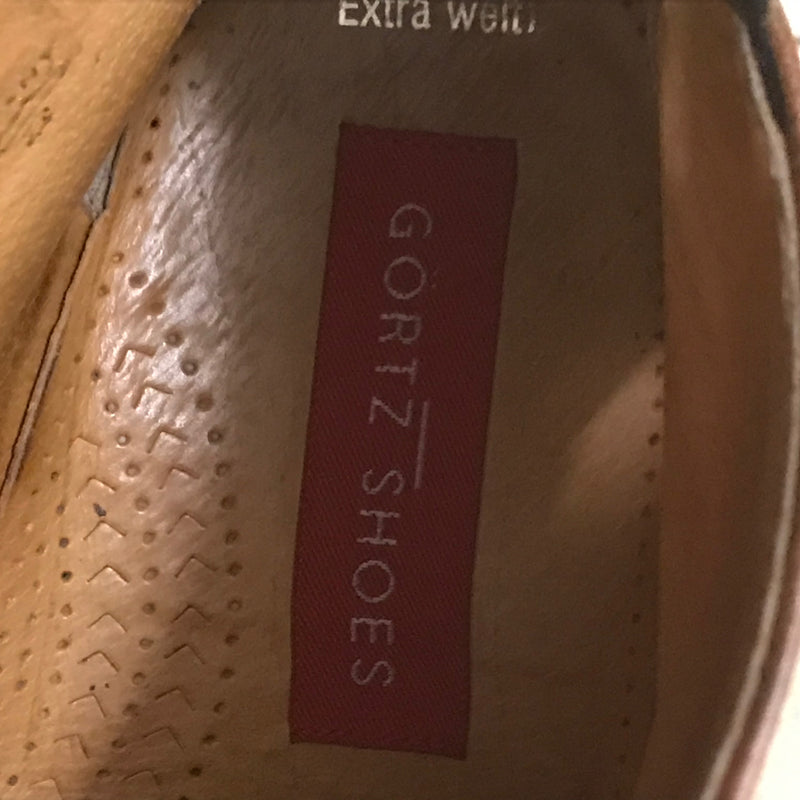 Extra weit
GÖRTZ SHOES